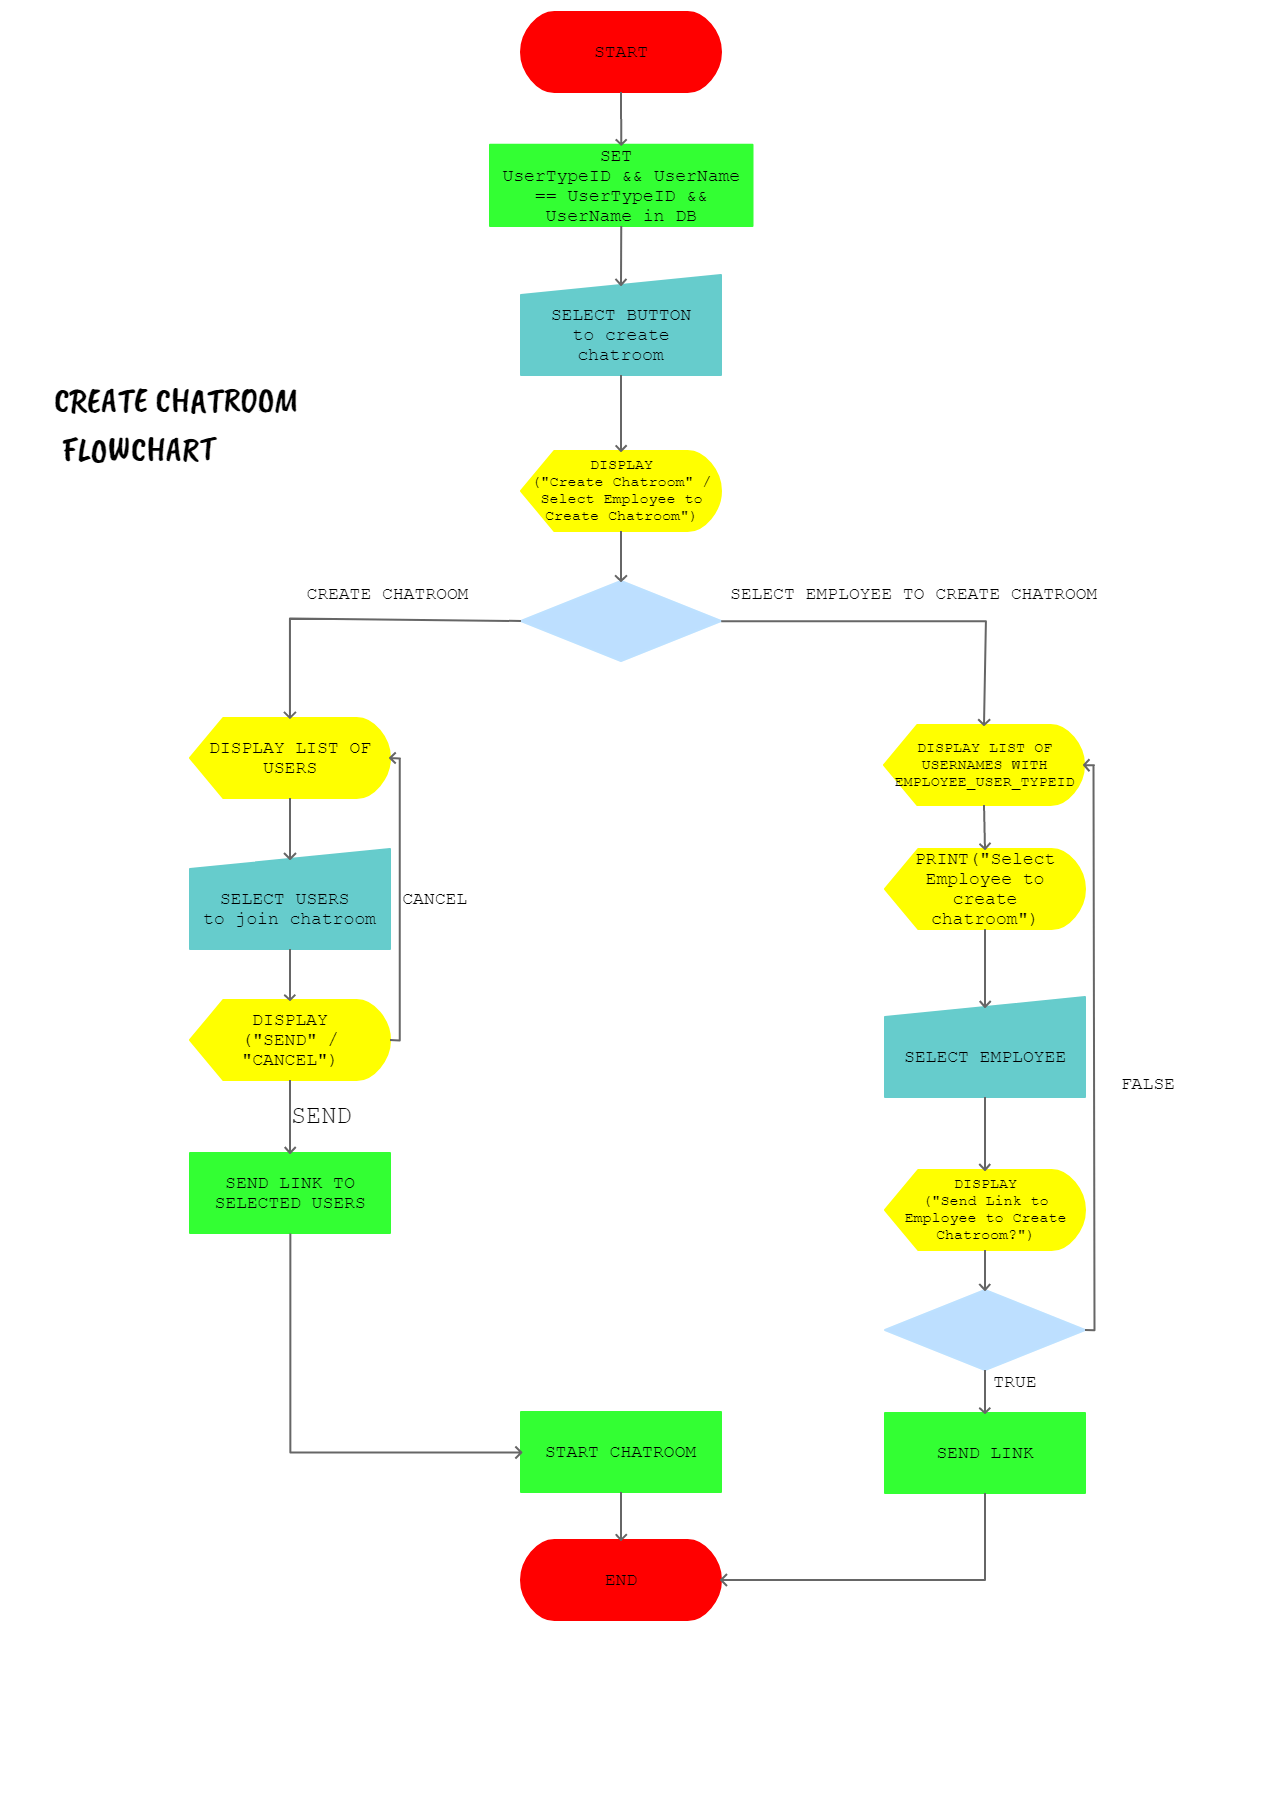 START
SET
UserTypeID && UserName
== UserTypeID &&
UserName in DB
SELECT BUTTON
to create
chatroom
CREATE CHATROOM
FLOWCHART
DISPLAY
("Create Chatroom" /
Select Employee to
Create Chatroom")
CREATE CHATROOM
SELECT EMPLOYEE TO CREATE CHATROOM
DISPLAY LIST OF
USERS
SELECT USERS
to join chatroom
CANCEL
DISPLAY
("SEND" /
"CANCEL")
SEND
SEND LINK TO
SELECTED USERS
DISPLAY LIST OF
USERNAMES WITH
EMPLOYEE_USER_TYPEID
PRINT("Select
Employee to
create
chatroom")
SELECT EMPLOYEE
FALSE
DISPLAY
("Send Link to
Employee to Create
Chatroom?")
TRUE
START CHATROOM
SEND LINK
END